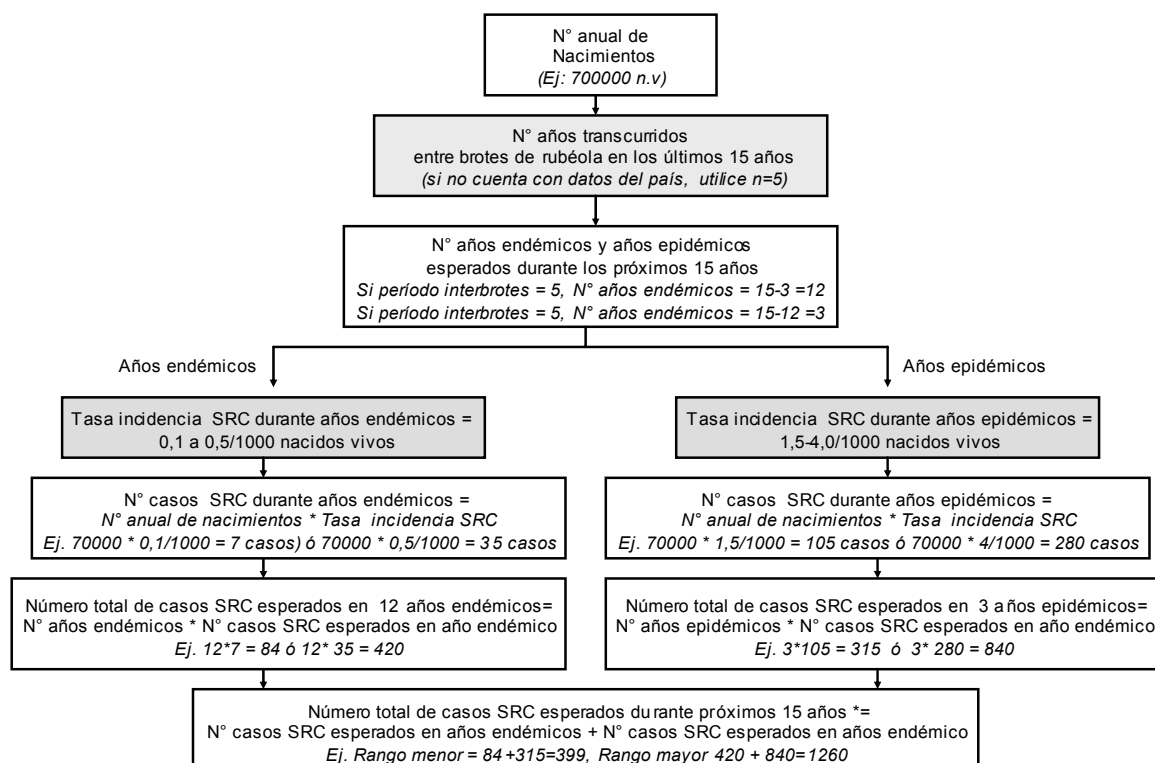 N° anual de
Nacimientos
(Ej: 700000 n.v)
N° años transcurridos
entre brotes de rubéola en los últimos 15 años
(si no cuenta con datos del país, utilice n=5)
N° años endémicos y años epidémicos
esperados durante los próximos 15 años
Si período interbrotes = 5, N° años endémicos = 15-3 =12
Si período interbrotes = 5, N° años endémicos = 15-12 =3
Años endémicos
Años epidémicos
Tasa incidencia SRC durante años endémicos =
0,1 a 0,5/1000 nacidos vivos
Tasa incidencia SRC durante años epidémicos =
1,5-4,0/1000 nacidos vivos
N° casos SRC durante años endémicos =
N° anual de nacimientos * Tasa incidencia SRC
Ej. 70000 * 0,1/1000 = 7 casos) ó 70000 * 0,5/1000 = 35 casos
N° casos SRC durante años epidémicos =
N° anual de nacimientos * Tasa incidencia SRC
Ej. 70000 * 1,5/1000 = 105 casos ó 70000 * 4/1000 = 280 casos
Número total de casos SRC esperados en 12 años endémicos=
N° años endémicos * N° casos SRC esperados en año endémico
Ej. 12*7 = 84 ó 12* 35 = 420
Número total de casos SRC esperados en 3 años epidémicos=
N° años epidémicos * N° casos SRC esperados en año endémico
Ej. 3*105 = 315 ó 3* 280 = 840
Número total de casos SRC esperados durante próximos 15 años *=
N° casos SRC esperados en años endémicos + N° casos SRC esperados en años endémico
Ej. Rango menor = 84 +315=399, Rango mayor 420 + 840=1260